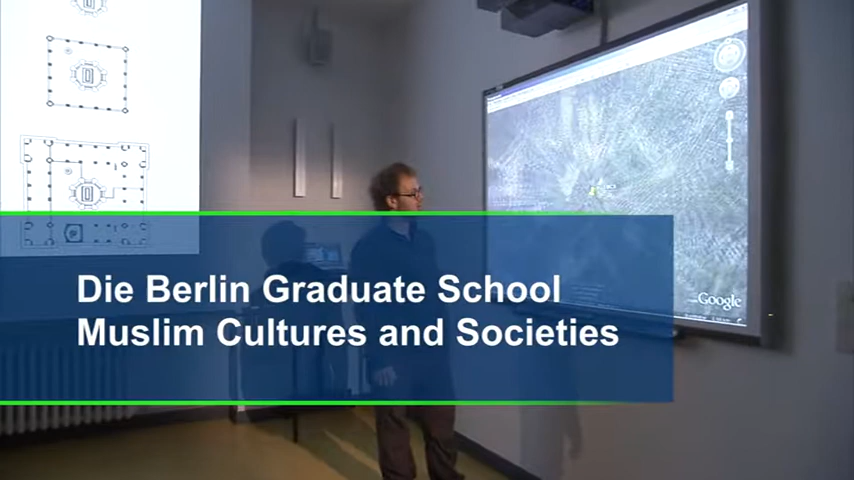 Die Berlin Graduate School
Muslim Cultures and Societies
Google